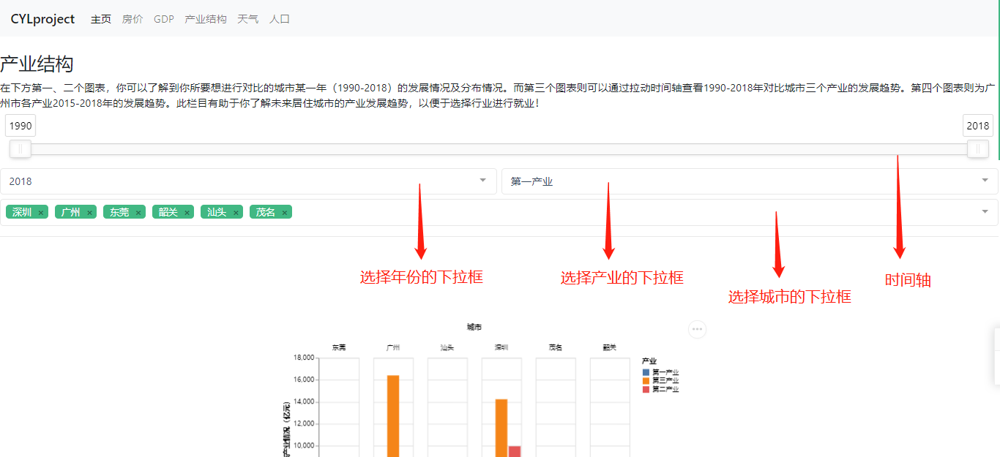 CYLproject 主页 房价 GDP 产业结构 天气 人口
产业结构
在下方第一、二个图表，你可以了解到你所要想进行对比的城市某一年（1990-2018）的发展情况及分布情况。而第三个图表则可以通过拉动时间轴查看1990-2018年对比城市三个产业的发展趋势。第四个图表则为广
州市各产业2015-2018年的发展趋势。此栏目有助于你了解未来居住城市的产业发展趋势，以便于选择行业进行就业！
1990 2018
2018 第一产业
深圳 × 广州 × 东莞 × 韶关 × 汕头 × 茂名 ×
选择年份的下拉框 选择产业的下拉框 时间轴
选择城市的下拉框
城市
东莞 广州 汕头 深圳 茂名 韶关
产业
第一产业
第三产业
第二产业
18,000
16,000
14,000
12,000
10,000
产业情况（亿元）